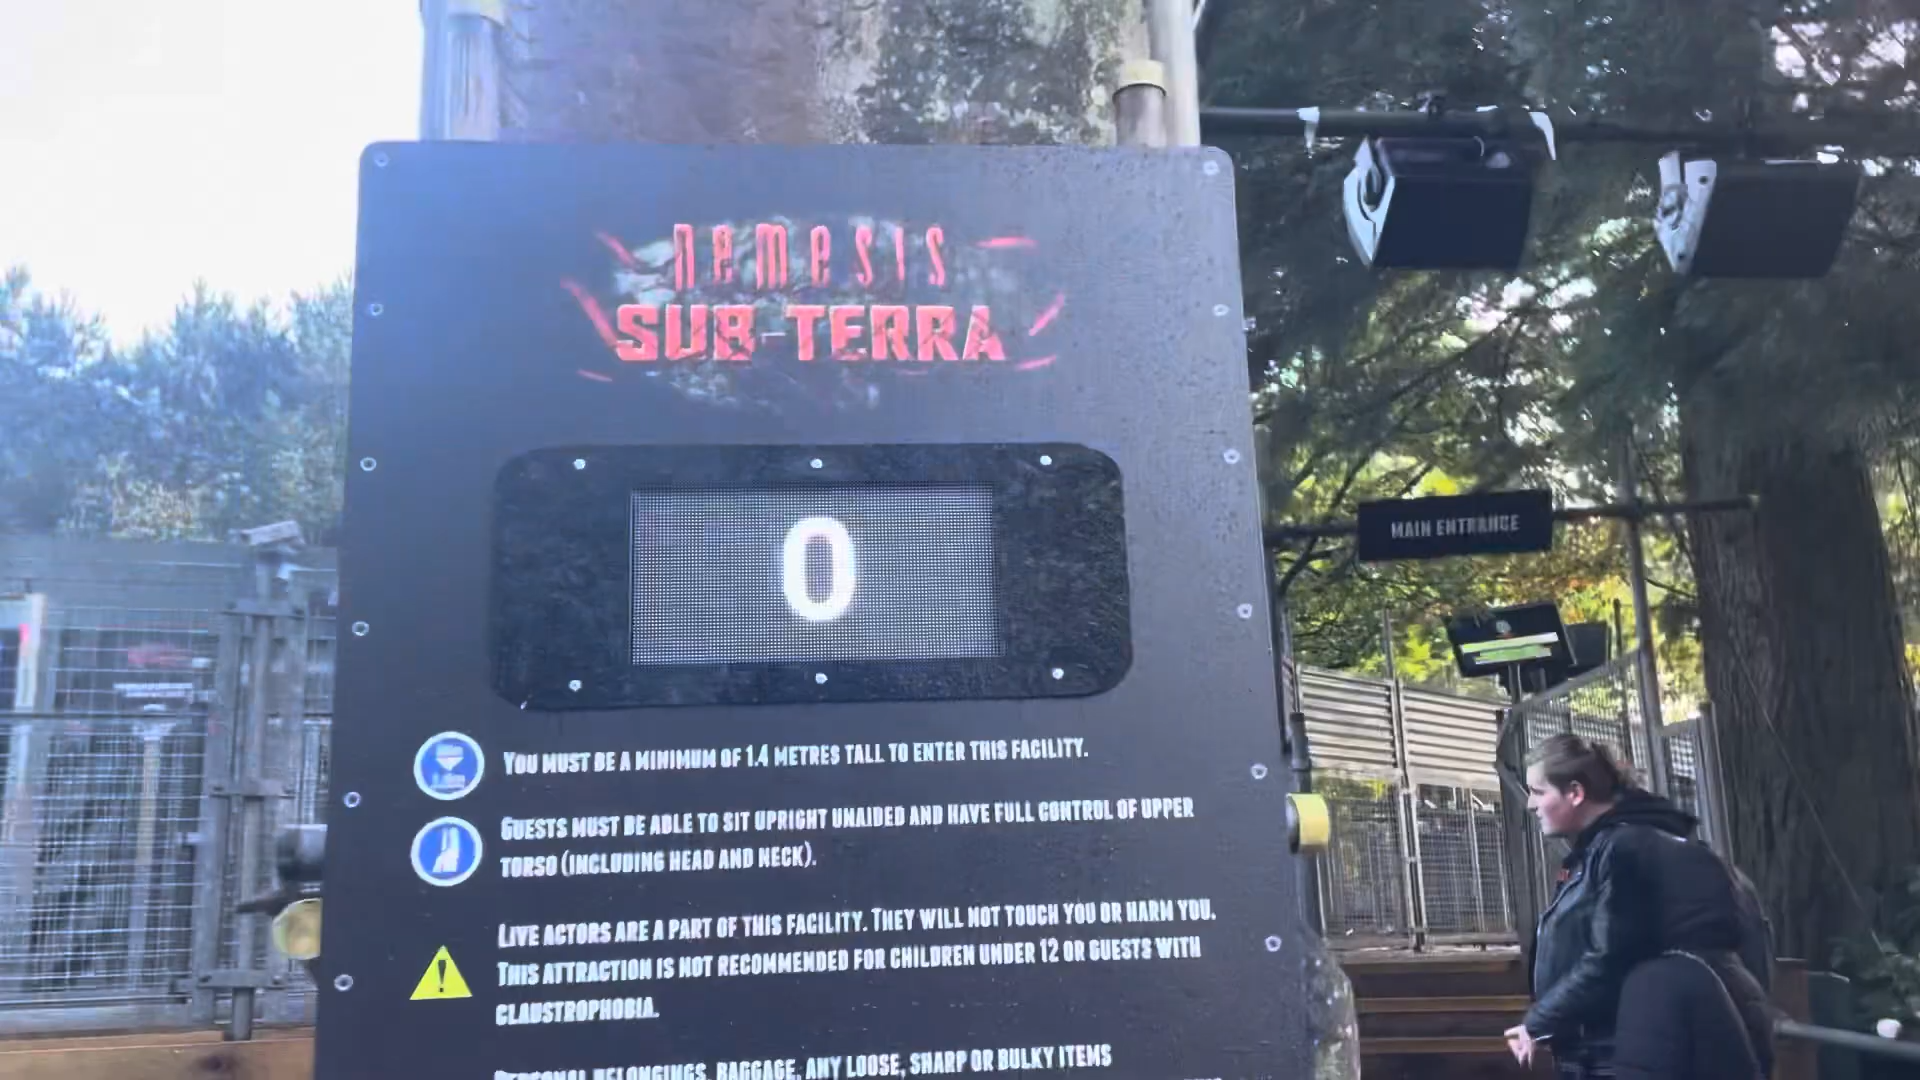 nemesis
SUB-TERRA
0
MAIN ENTRANCE
YOU MUST BE A MINIMUM OF 1.4 METRES TALL TO ENTER THIS FACILITY.
GUESTS MUST BE ABLE TO SIT UPRIGHT UNAIDED AND HAVE FULL CONTROL OF UPPER
TORSO (INCLUDING HEAD AND NECK).
LIVE ACTORS ARE A PART OF THIS FACILITY. THEY WILL NOT TOUCH YOU OR HARM YOU.
THIS ATTRACTION IS NOT RECOMMENDED FOR CHILDREN UNDER 12 OR GUESTS WITH
CLAUSTROPHOBIA.
PERSONAL BELONGINGS, BAGGAGE, ANY LOOSE, SHARP OR BULKY ITEMS